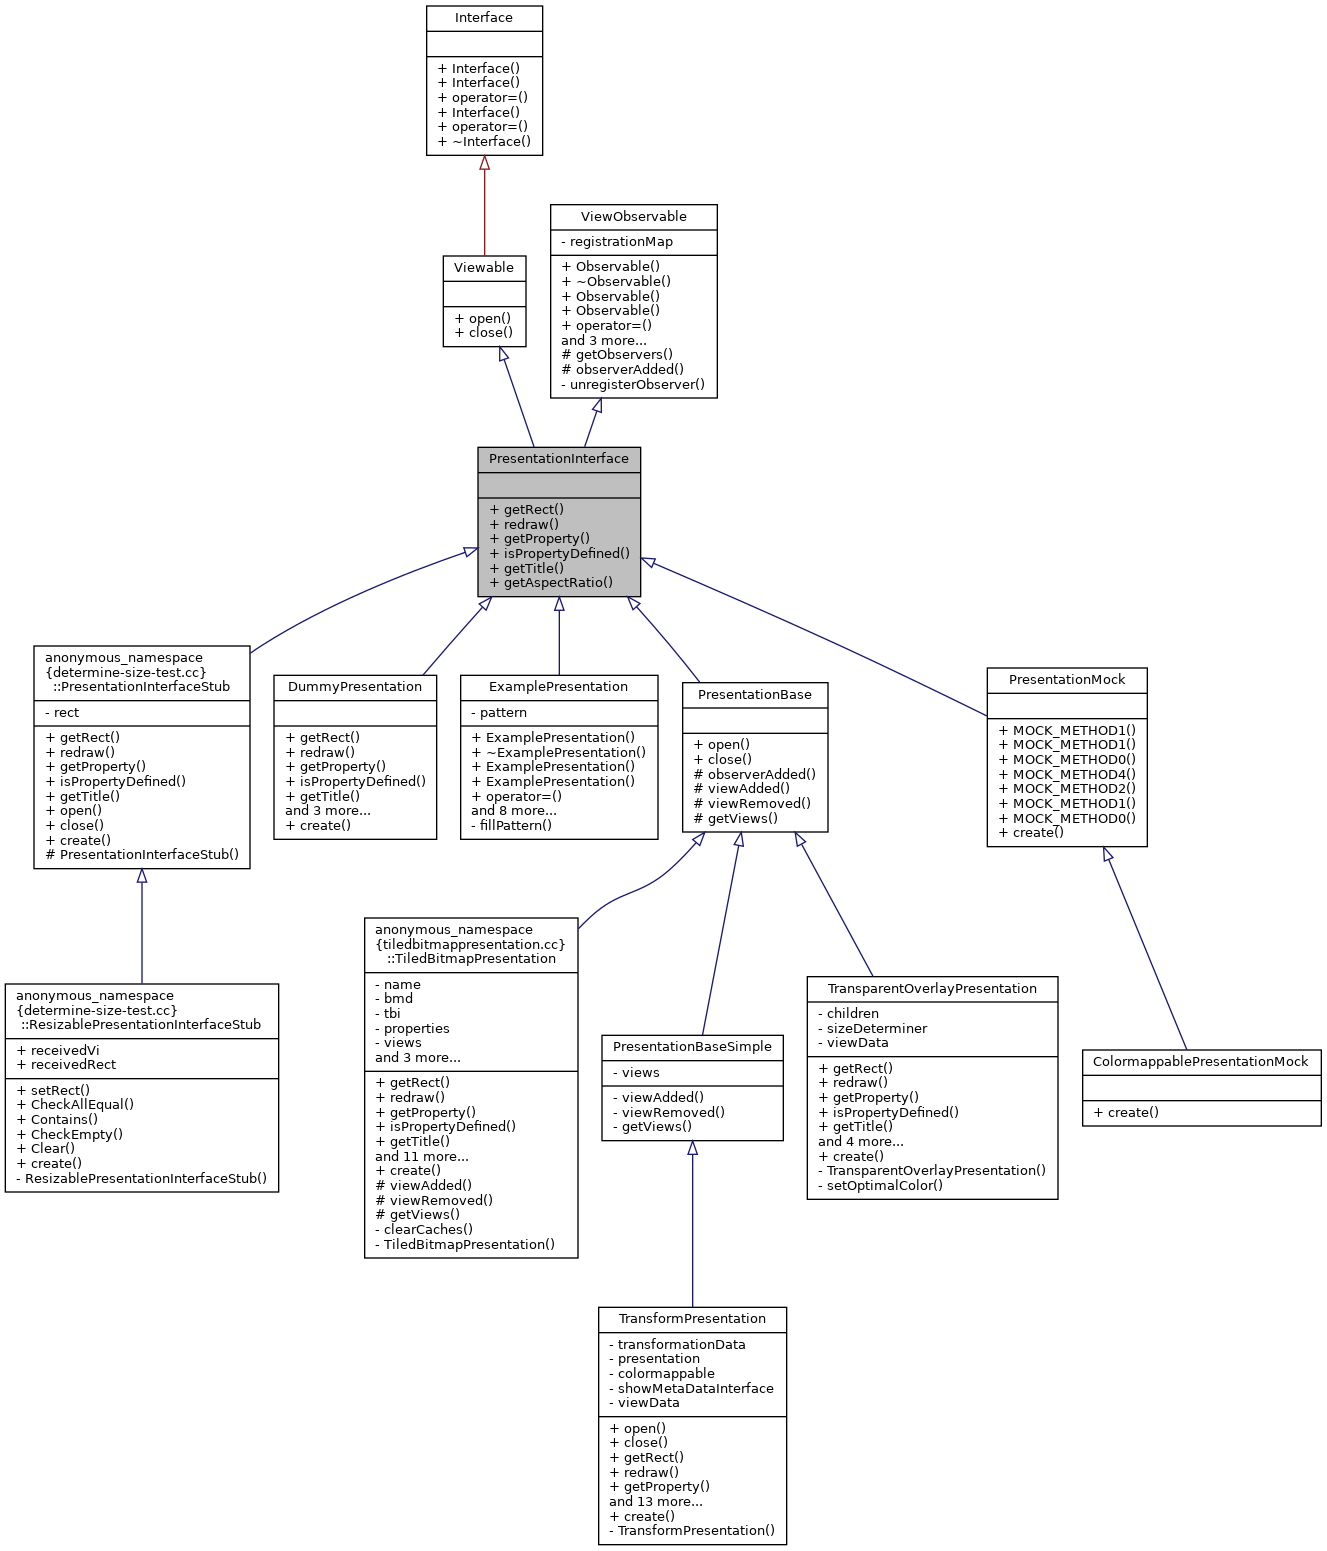 Interface
+ Interface()
+ Interface()
+ operator=()
+ Interface()
+ operator=()
+ ~Interface()
ViewObservable
- registrationMap
+ Observable()
+ ~Observable()
+ Observable()
+ Observable()
+ operator=()
and 3 more...
# getObservers()
# observerAdded()
- unregisterObserver()
Viewable
+ open()
+ close()
PresentationInterface
+ getRect()
+ redraw()
+ getProperty()
+ isPropertyDefined()
+ getTitle()
+ getAspectRatio()
anonymous_namespace
{determine-size-test.cc}
::PresentationInterfaceStub
- rect
+ getRect()
+ redraw()
+ getProperty()
+ isPropertyDefined()
+ getTitle()
+ open()
+ close()
+ create()
# PresentationInterfaceStub()
DummyPresentation
+ getRect()
+ redraw()
+ getProperty()
+ isPropertyDefined()
+ getTitle()
and 3 more...
+ create()
ExamplePresentation
- pattern
+ ExamplePresentation()
+ ~ExamplePresentation()
+ ExamplePresentation()
+ ExamplePresentation()
+ operator=()
and 8 more...
- fillPattern()
PresentationBase
+ open()
+ close()
# observerAdded()
# viewAdded()
# viewRemoved()
# getViews()
PresentationMock
+ MOCK_METHOD1()
+ MOCK_METHOD1()
+ MOCK_METHOD0()
+ MOCK_METHOD4()
+ MOCK_METHOD2()
+ MOCK_METHOD1()
+ MOCK_METHOD0()
+ create()
anonymous_namespace
{determine-size-test.cc}
::ResizablePresentationInterfaceStub
+ receivedVi
+ receivedRect
+ setRect()
+ CheckAllEqual()
+ Contains()
+ CheckEmpty()
+ Clear()
+ create()
- ResizablePresentationInterfaceStub()
anonymous_namespace
{tiledbitmappresentation.cc}
::TiledBitmapPresentation
- name
- bmd
- tbi
- properties
- views
and 3 more...
+ getRect()
+ redraw()
+ getProperty()
+ isPropertyDefined()
+ getTitle()
and 11 more...
+ create()
# viewAdded()
# viewRemoved()
# getViews()
- clearCaches()
- TiledBitmapPresentation()
PresentationBaseSimple
- views
- viewAdded()
- viewRemoved()
- getViews()
TransparentOverlayPresentation
- children
- sizeDeterminer
- viewData
+ getRect()
+ redraw()
+ getProperty()
+ isPropertyDefined()
+ getTitle()
and 4 more...
+ create()
- TransparentOverlayPresentation()
- setOptimalColor()
ColormappablePresentationMock
+ create()
TransformPresentation
- transformationData
- presentation
- colormappable
- showMetaDataInterface
- viewData
+ open()
+ close()
+ getRect()
+ redraw()
+ getProperty()
and 13 more...
+ create()
- TransformPresentation()